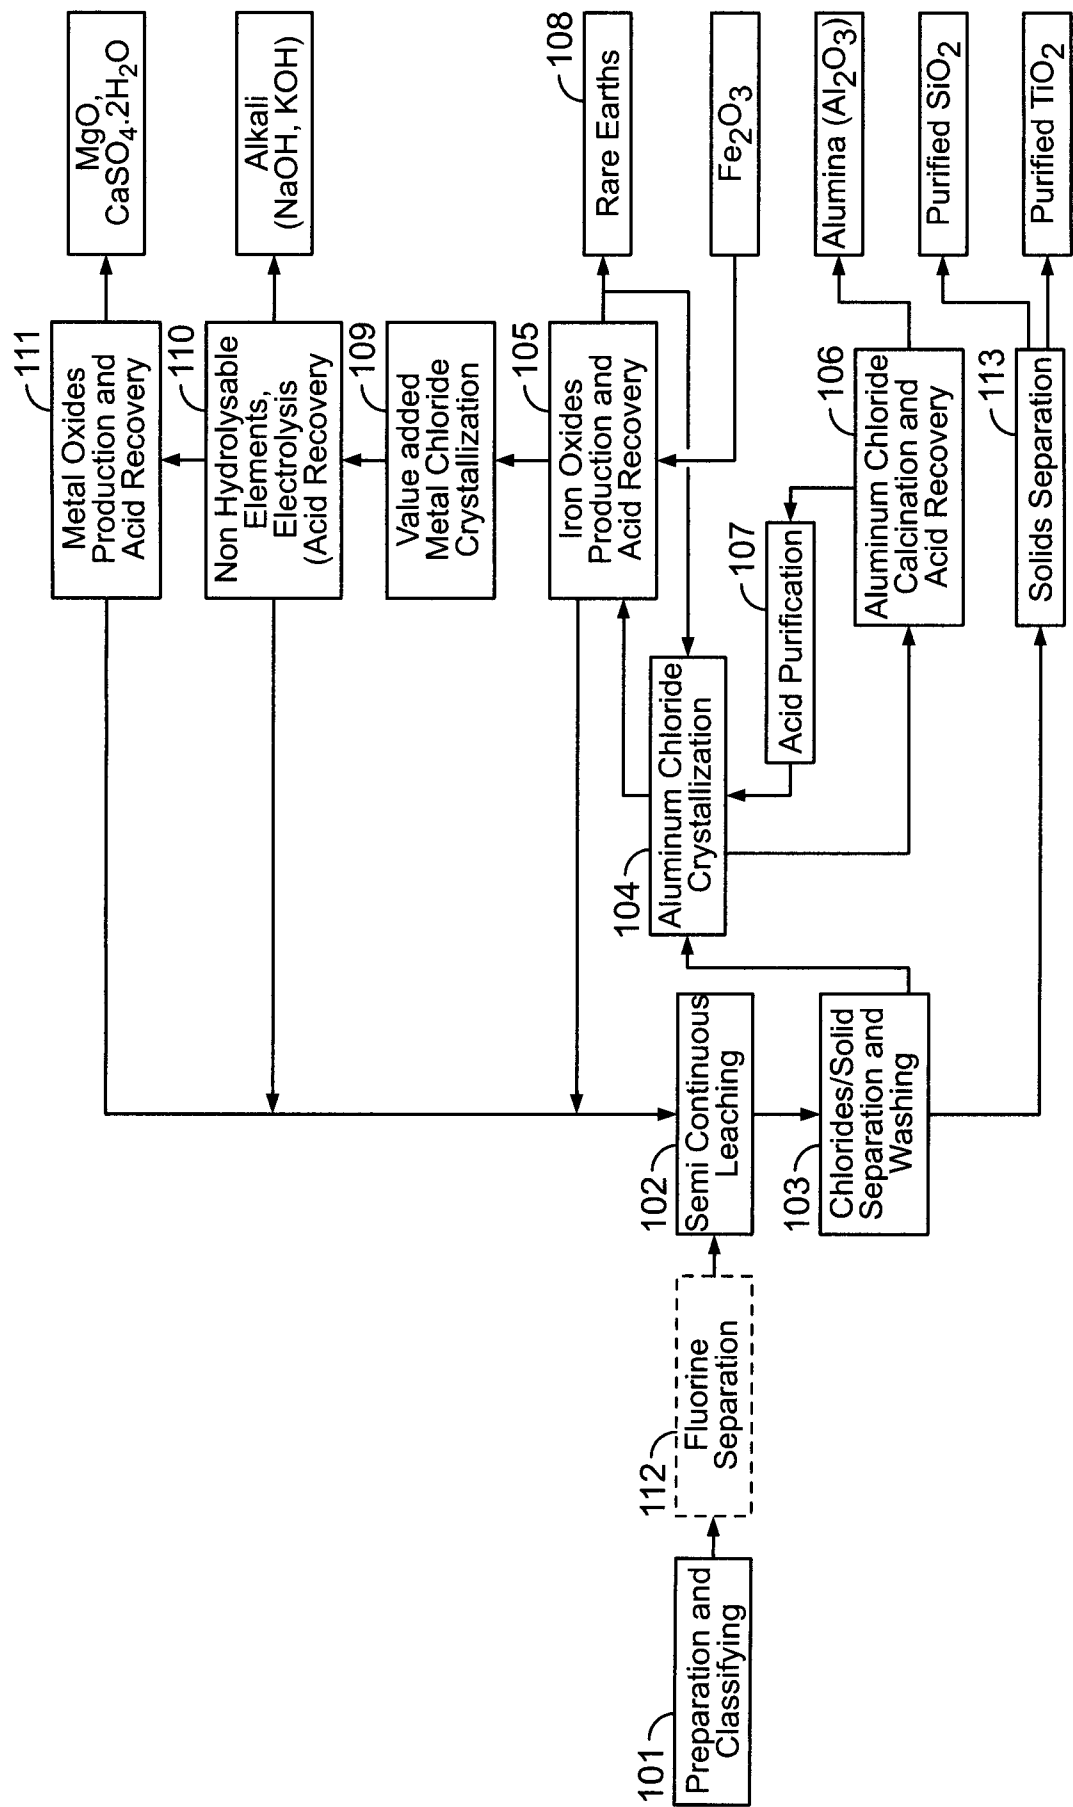 101
Preparation and
Classifying
112
Fluorine
Separation
102
Semi Continuous
Leaching
103
Chlorides/Solid
Separation and
Washing
104
Aluminum Chloride
Crystallization
111
Metal Oxides
Production and
Acid Recovery
110
Non Hydrolysable
Elements,
Electrolysis
(Acid Recovery
109
Value added
Metal Chloride
Crystallization
105
Iron Oxides
Production and
Acid Recovery
107
Acid Purification
106
Aluminum Chloride
Calcination and
Acid Recovery
113
Solids Separation
MgO,
CaSO₄.2H₂O
Alkali
(NaOH, KOH)
108
Rare Earths
Fe₂O₃
Alumina (Al₂O₃)
Purified SiO₂
Purified TiO₂